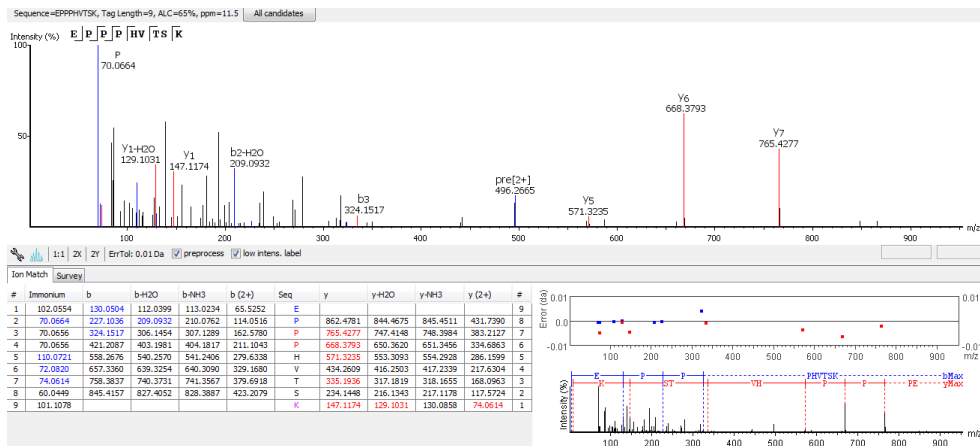 Sequence=EPPPHVTSK, Tag Length=9, ALC=65%, ppm=11.5 All candidates
Intensity (%) E P P P H V T S K
100
P
70.0664
y6
668.3793
y7
765.4277
50
y1-H2O
129.1031
y1
147.1174
b2-H2O
209.0932
pre[2+]
496.2665
b3
324.1517
y5
571.3235
100 200 300 400 500 600 700 800 900 m/z
1:1 2X 2Y ErrTol: 0.01 Da preprocess low intens. label
Ion Match Survey
# Immonium b b-H2O b-NH3 b (2+) Seq y y-H2O y-NH3 y (2+) #
1 102.0554 130.0504 112.0399 113.0234 65.5252 E 9
2 70.0664 227.1036 209.0932 210.0762 114.0516 P 862.4781 844.4675 845.4511 431.7390 8
3 70.0656 324.1517 306.1454 307.1289 162.5780 P 765.4277 747.4148 748.3984 383.2127 7
4 70.0656 421.2087 403.1981 404.1817 211.1043 P 668.3793 650.3620 651.3456 334.6863 6
5 110.0721 558.2676 540.2570 541.2406 279.6338 H 571.3235 553.3093 554.2928 286.1599 5
6 72.0820 657.3360 639.3254 640.3090 329.1680 V 434.2609 416.2503 417.2339 217.6304 4
7 74.0614 758.3837 740.3731 741.3567 379.6918 T 335.1936 317.1819 318.1655 168.0963 3
8 60.0449 845.4157 827.4052 828.3887 423.2079 S 234.1448 216.1343 217.1178 117.5724 2
9 101.1078 K 147.1174 129.1031 130.0858 74.0614 1
Error (da)
0.01 0.01
0.0 0.0
-0.01 -0.01
100 200 300 400 500 600 700 800 900 m/z
Intensity (%)
E P P PHVTSK bMax
K ST VH P P PE yMax
100 200 300 400 500 600 700 800 900 m/z